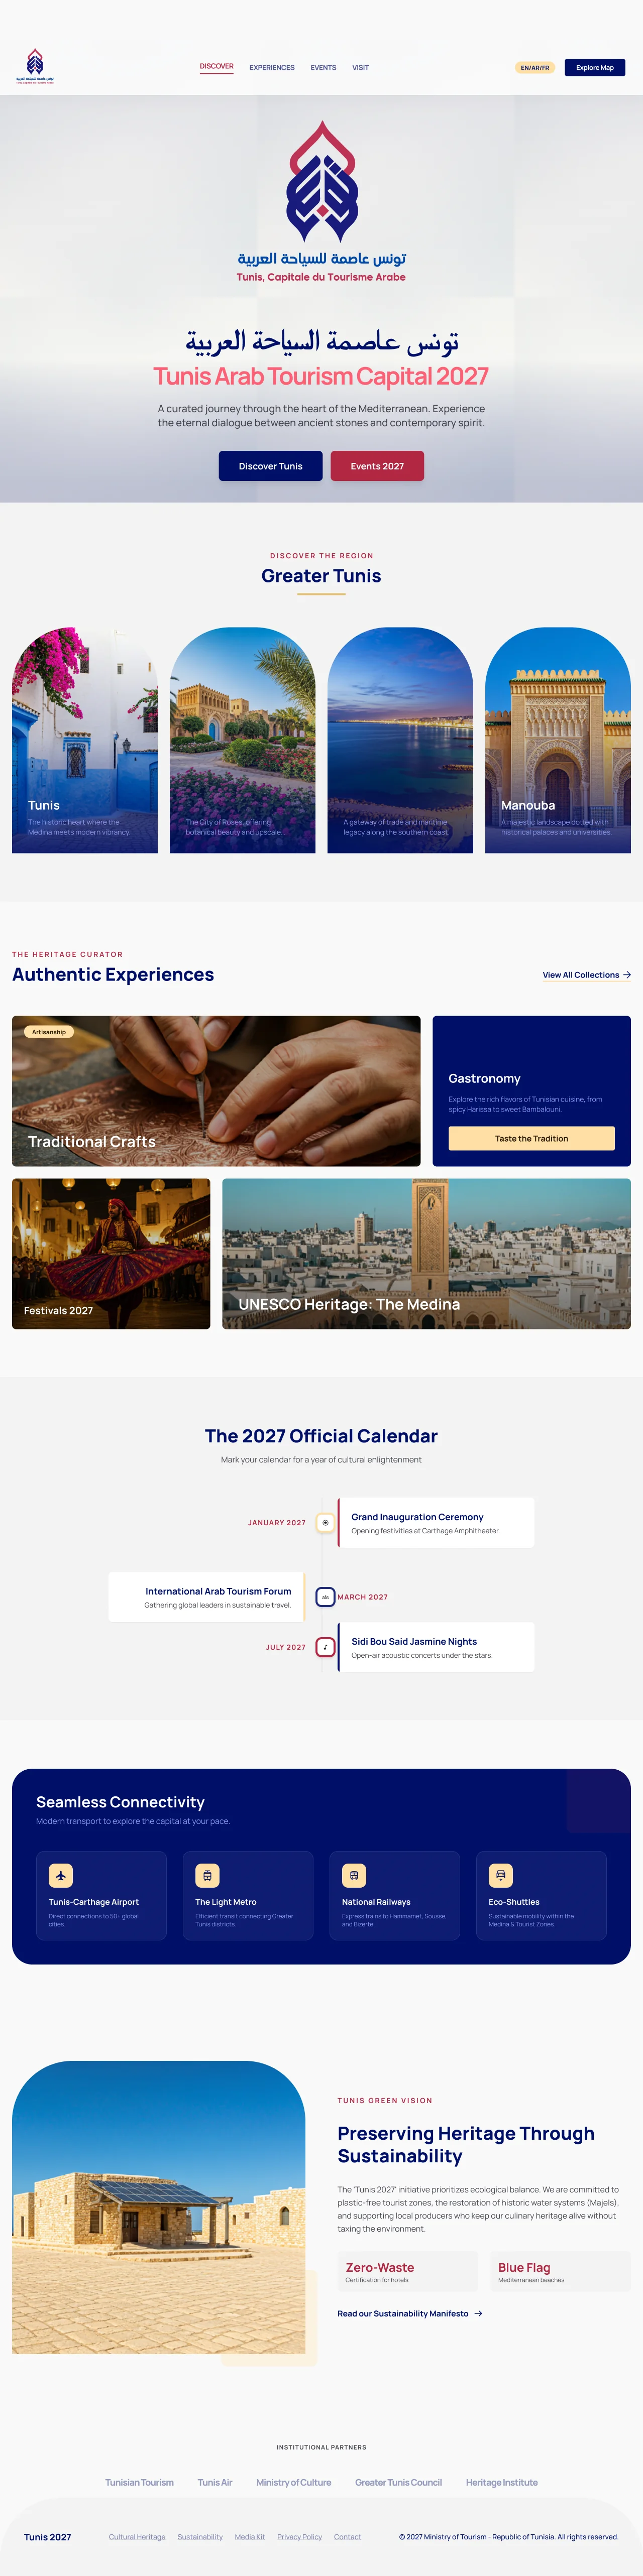 تونس عاصمة للسياحة العربية
Tunis, Capitale du Tourisme Arabe
DISCOVER
EXPERIENCES
EVENTS
VISIT
EN/AR/FR
Explore Map
تونس عاصمة للسياحة العربية
Tunis, Capitale du Tourisme Arabe
تونس عاصمة السياحة العربية
Tunis Arab Tourism Capital 2027
A curated journey through the heart of the Mediterranean. Experience
the eternal dialogue between ancient stones and contemporary spirit.
Discover Tunis
Events 2027
DISCOVER THE REGION
Greater Tunis
Tunis
The historic heart where the
Medina meets modern vibrancy.
The City of Roses, offering
botanical beauty and upscale...
A gateway of trade and maritime
legacy along the southern coast.
Manouba
A majestic landscape dotted with
historical palaces and universities.
THE HERITAGE CURATOR
Authentic Experiences
View All Collections →
Artisanship
Traditional Crafts
Gastronomy
Explore the rich flavors of Tunisian cuisine, from
spicy Harissa to sweet Bambalouni.
Taste the Tradition
Festivals 2027
UNESCO Heritage: The Medina
The 2027 Official Calendar
Mark your calendar for a year of cultural enlightenment
JANUARY 2027
Grand Inauguration Ceremony
Opening festivities at Carthage Amphitheater.
International Arab Tourism Forum
Gathering global leaders in sustainable travel.
MARCH 2027
JULY 2027
Sidi Bou Said Jasmine Nights
Open-air acoustic concerts under the stars.
Seamless Connectivity
Modern transport to explore the capital at your pace.
Tunis-Carthage Airport
Direct connections to 50+ global
cities.
The Light Metro
Efficient transit connecting Greater
Tunis districts.
National Railways
Express trains to Hammamet, Sousse,
and Bizerte.
Eco-Shuttles
Sustainable mobility within the
Medina & Tourist Zones.
TUNIS GREEN VISION
Preserving Heritage Through
Sustainability
The 'Tunis 2027' initiative prioritizes ecological balance. We are committed to
plastic-free tourist zones, the restoration of historic water systems (Majels),
and supporting local producers who keep our culinary heritage alive without
taxing the environment.
Zero-Waste
Certification for hotels
Blue Flag
Mediterranean beaches
Read our Sustainability Manifesto →
INSTITUTIONAL PARTNERS
Tunisian Tourism
Tunis Air
Ministry of Culture
Greater Tunis Council
Heritage Institute
Tunis 2027
Cultural Heritage
Sustainability
Media Kit
Privacy Policy
Contact
© 2027 Ministry of Tourism - Republic of Tunisia. All rights reserved.